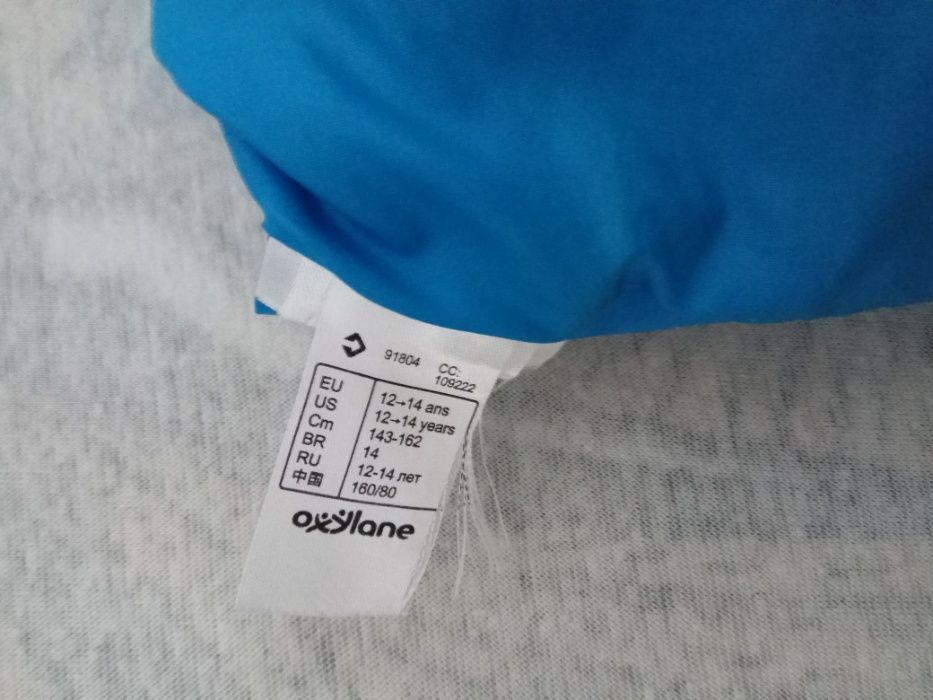 91804 CC:
109222
EU 12→14 ans
US 12→14 years
Cm 143-162
BR 14
RU 12-14 лет
中国 160/80
oxylane